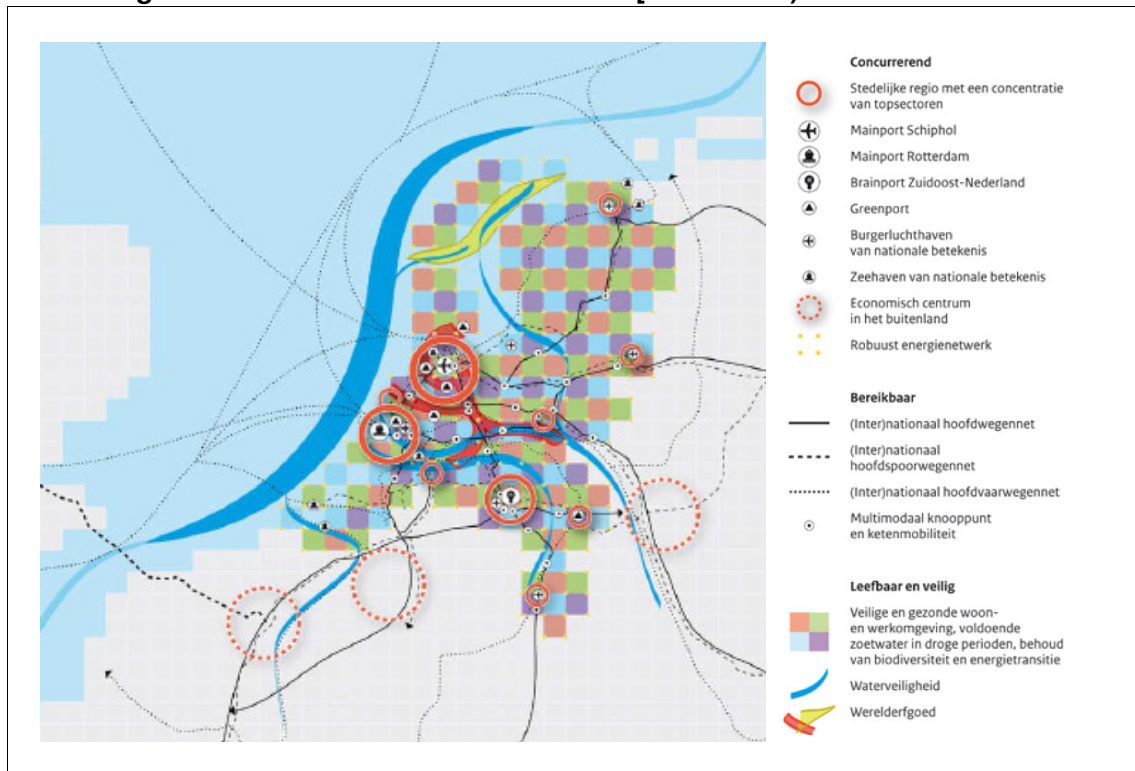 Concurrerend
Stedelijke regio met een concentratie
van topsectoren
Mainport Schiphol
Mainport Rotterdam
Brainport Zuidoost-Nederland
Greenport
Burgerluchthaven
van nationale betekenis
Zeehaven van nationale betekenis
Economisch centrum
in het buitenland
Robuust energienetwerk
Bereikbaar
(Inter)nationaal hoofdwegennet
(Inter)nationaal
hoofdspoorwegennet
(Inter)nationaal hoofdvaarwegennet
Multimodaal knooppunt
en ketenmobiliteit
Leefbaar en veilig
Veilige en gezonde woon-
en werkomgeving, voldoende
zoetwater in droge perioden, behoud
van biodiversiteit en energietransitie
Waterveiligheid
Werelderfgoed